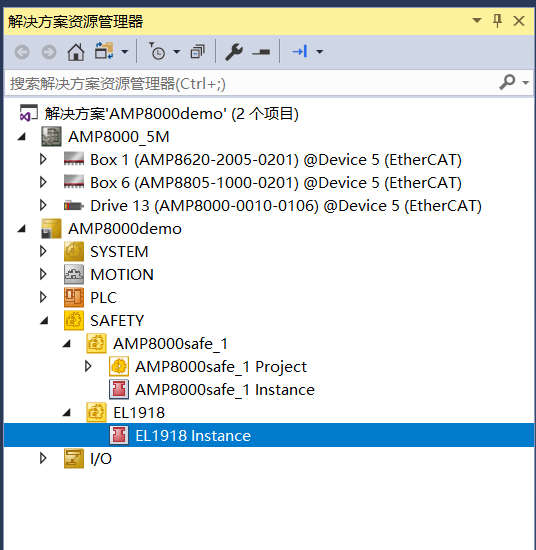 解决方案资源管理器
搜索解决方案资源管理器(Ctrl+;)
解决方案'AMP8000demo' (2 个项目)
AMP8000_5M
Box 1 (AMP8620-2005-0201) @Device 5 (EtherCAT)
Box 6 (AMP8805-1000-0201) @Device 5 (EtherCAT)
Drive 13 (AMP8000-0010-0106) @Device 5 (EtherCAT)
AMP8000demo
SYSTEM
MOTION
PLC
SAFETY
AMP8000safe_1
AMP8000safe_1 Project
AMP8000safe_1 Instance
EL1918
EL1918 Instance
I/O